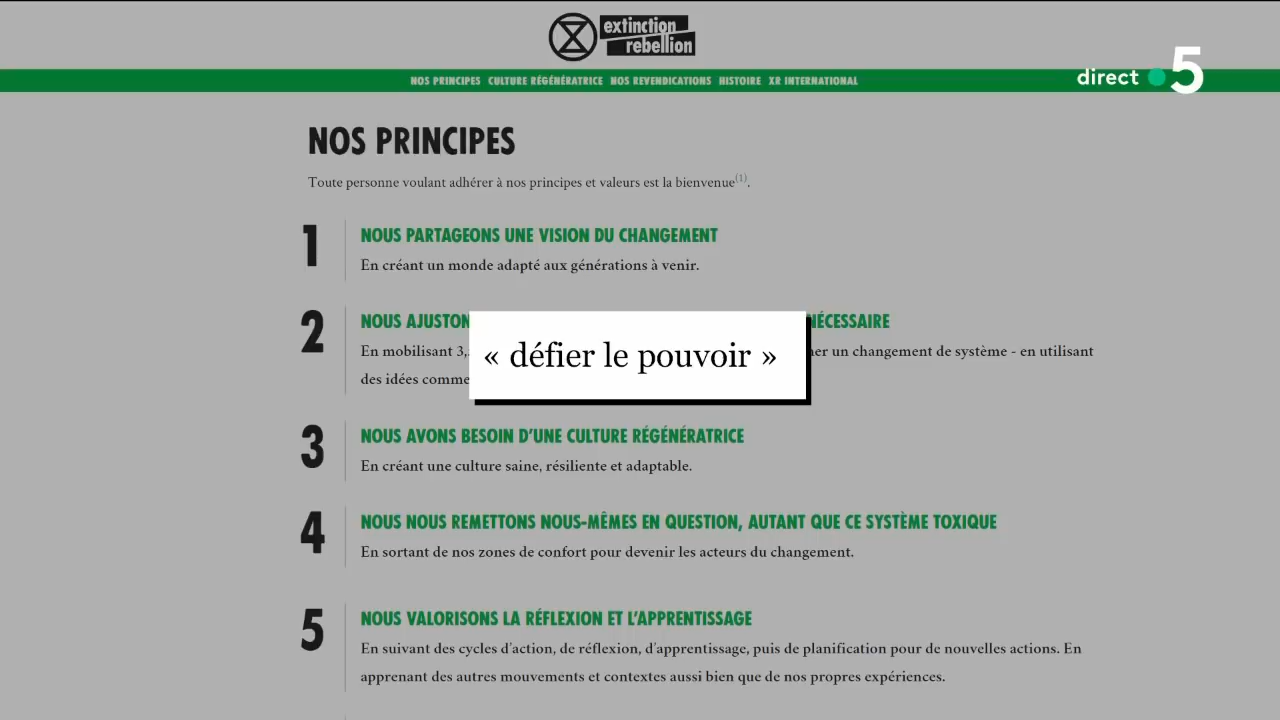 extinction
rebellion
NOS PRINCIPES CULTURE RÉGÉNÉRATRICE NOS REVENDICATIONS HISTOIRE XR INTERNATIONAL
direct 5
NOS PRINCIPES
Toute personne voulant adhérer à nos principes et valeurs est la bienvenue(1).
1 NOUS PARTAGEONS UNE VISION DU CHANGEMENT
En créant un monde adapté aux générations à venir.
2 NOUS AJUSTON NÉCESSAIRE
« défier le pouvoir »
En mobilisant 3, un changement de système - en utilisant
des idées comme
3 NOUS AVONS BESOIN D'UNE CULTURE RÉGÉNÉRATRICE
En créant une culture saine, résiliente et adaptable.
4 NOUS NOUS REMETTONS NOUS-MÊMES EN QUESTION, AUTANT QUE CE SYSTÈME TOXIQUE
En sortant de nos zones de confort pour devenir les acteurs du changement.
5 NOUS VALORISONS LA RÉFLEXION ET L'APPRENTISSAGE
En suivant des cycles d'action, de réflexion, d'apprentissage, puis de planification pour de nouvelles actions. En
apprenant des autres mouvements et contextes aussi bien que de nos propres expériences.